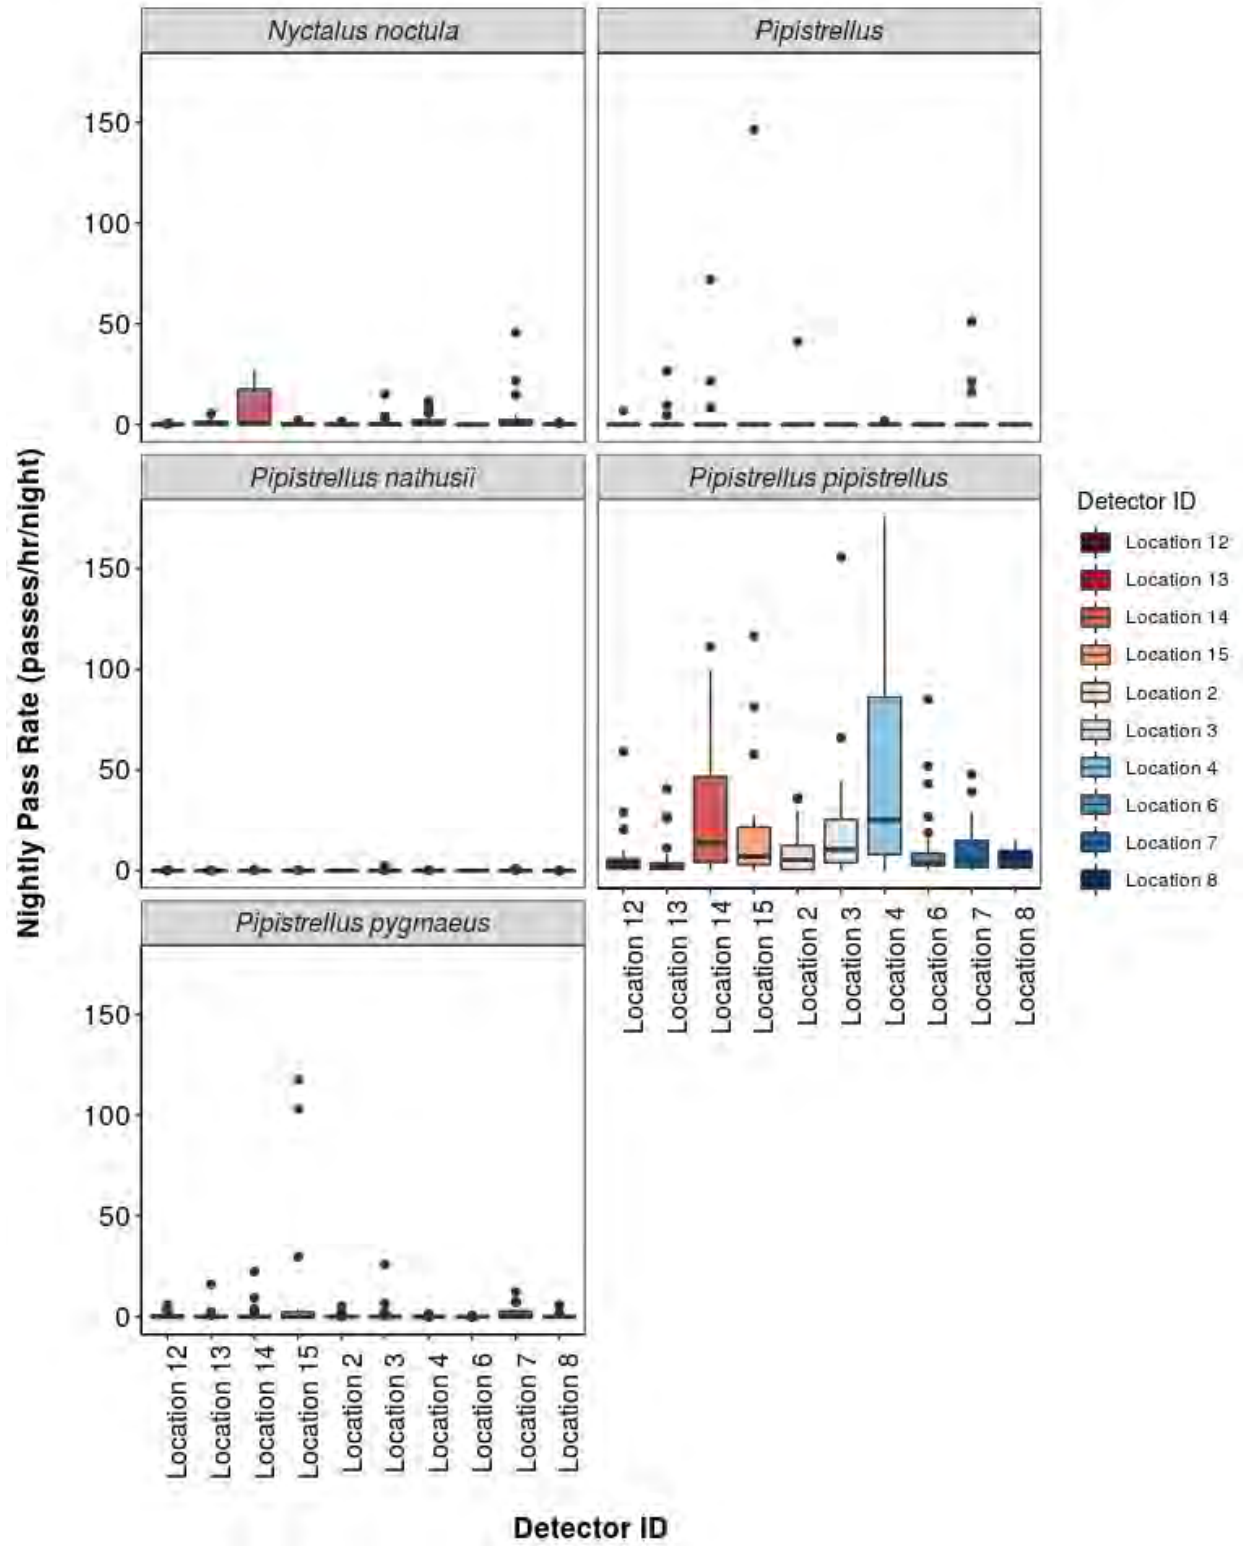 Nyctalus noctula
Pipistrellus
150
100
50
0
Pipistrellus nathusii
Pipistrellus pipistrellus
150
100
50
0
Location 12
Location 13
Location 14
Location 15
Location 2
Location 3
Location 4
Location 6
Location 7
Location 8
Pipistrellus pygmaeus
150
100
50
0
Location 12
Location 13
Location 14
Location 15
Location 2
Location 3
Location 4
Location 6
Location 7
Location 8
Nightly Pass Rate (passes/hr/night)
Detector ID
Detector ID
Location 12
Location 13
Location 14
Location 15
Location 2
Location 3
Location 4
Location 6
Location 7
Location 8